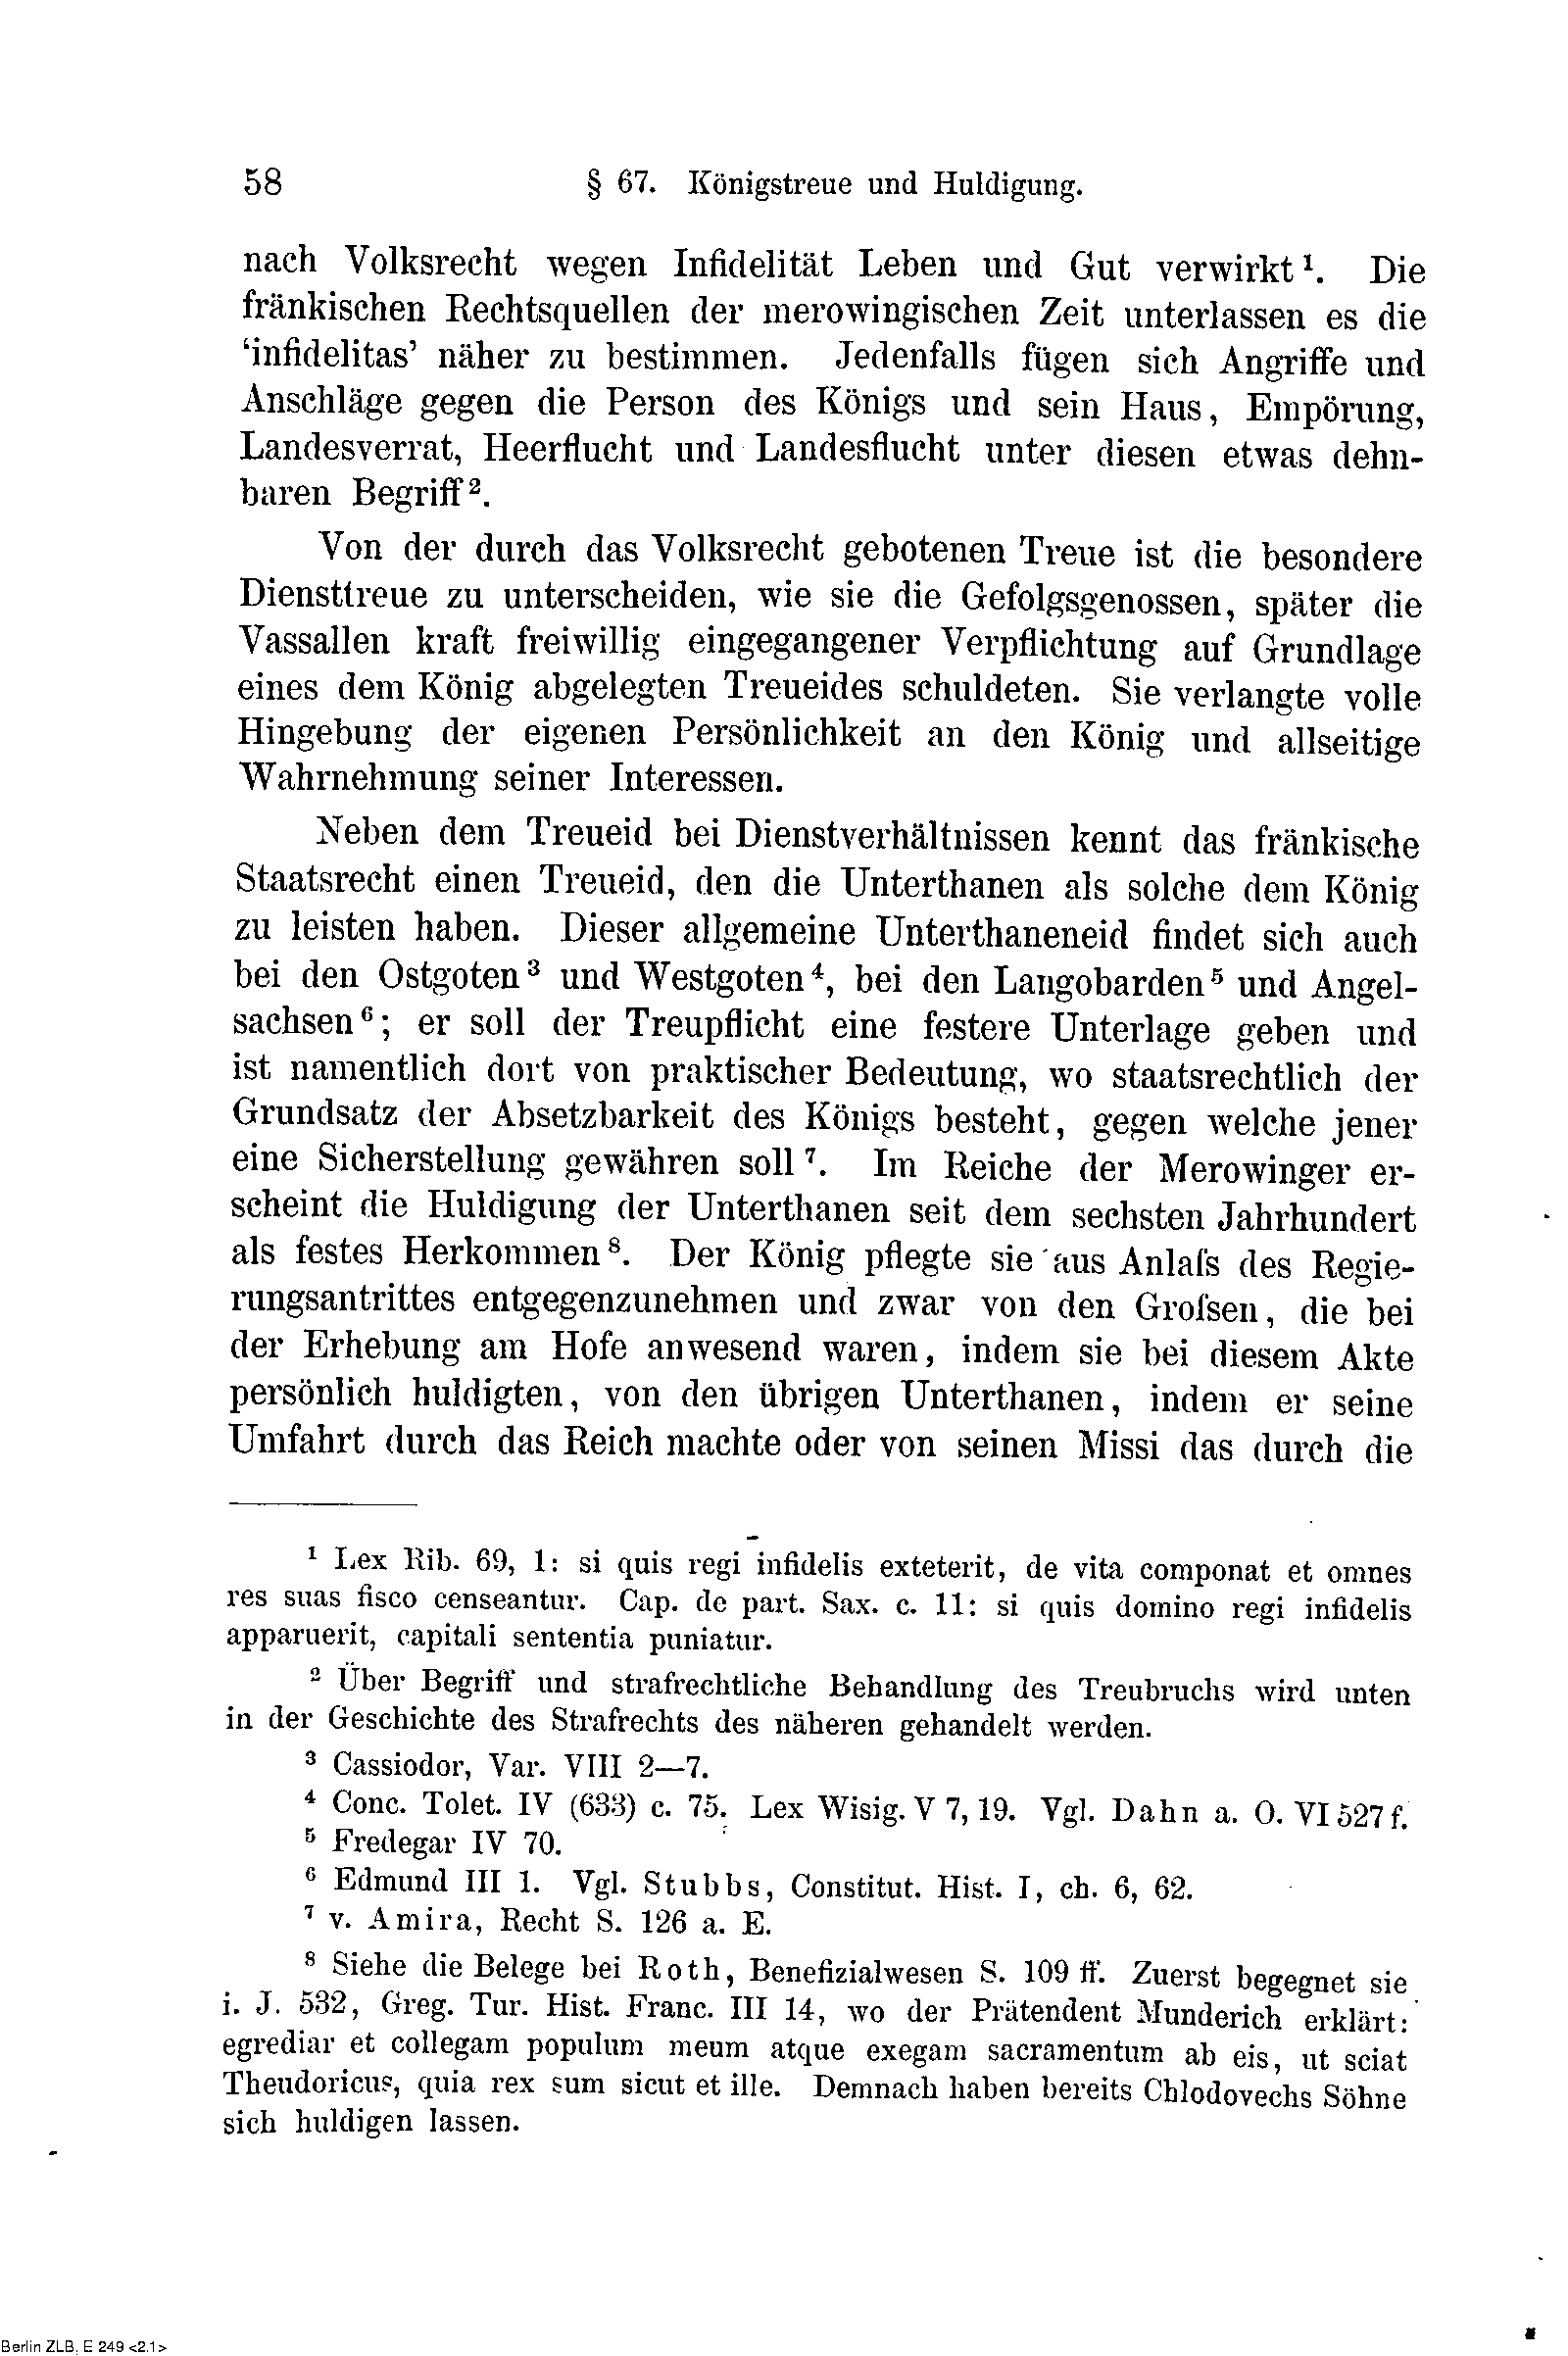 58 § 67. Königstreue und Huldigung.
nach Volksrecht wegen Infidelität Leben und Gut verwirkt¹. Die
fränkischen Rechtsquellen der merowingischen Zeit unterlassen es die
‘infidelitas’ näher zu bestimmen. Jedenfalls fügen sich Angriffe und
Anschläge gegen die Person des Königs und sein Haus, Empörung,
Landesverrat, Heerflucht und Landesflucht unter diesen etwas dehn-
baren Begriff².
Von der durch das Volksrecht gebotenen Treue ist die besondere
Diensttreue zu unterscheiden, wie sie die Gefolgsgenossen, später die
Vassallen kraft freiwillig eingegangener Verpflichtung auf Grundlage
eines dem König abgelegten Treueides schuldeten. Sie verlangte volle
Hingebung der eigenen Persönlichkeit an den König und allseitige
Wahrnehmung seiner Interessen.
Neben dem Treueid bei Dienstverhältnissen kennt das fränkische
Staatsrecht einen Treueid, den die Unterthanen als solche dem König
zu leisten haben. Dieser allgemeine Unterthaneneid findet sich auch
bei den Ostgoten³ und Westgoten⁴, bei den Langobarden⁵ und Angel-
sachsen⁶; er soll der Treupflicht eine festere Unterlage geben und
ist namentlich dort von praktischer Bedeutung, wo staatsrechtlich der
Grundsatz der Absetzbarkeit des Königs besteht, gegen welche jener
eine Sicherstellung gewähren soll⁷. Im Reiche der Merowinger er-
scheint die Huldigung der Unterthanen seit dem sechsten Jahrhundert
als festes Herkommen⁸. Der König pflegte sie aus Anlaſs des Regie-
rungsantrittes entgegenzunehmen und zwar von den Groſsen, die bei
der Erhebung am Hofe anwesend waren, indem sie bei diesem Akte
persönlich huldigten, von den übrigen Unterthanen, indem er seine
Umfahrt durch das Reich machte oder von seinen Missi das durch die
¹ Lex Rib. 69, 1: si quis regi infidelis exteterit, de vita componat et omnes
res suas fisco censeantur. Cap. de part. Sax. c. 11: si quis domino regi infidelis
apparuerit, capitali sententia puniatur.
² Über Begriff und strafrechtliche Behandlung des Treubruchs wird unten
in der Geschichte des Strafrechts des näheren gehandelt werden.
³ Cassiodor, Var. VIII 2—7.
⁴ Conc. Tolet. IV (633) c. 75. Lex Wisig. V 7, 19. Vgl. Dahn a. O. VI 527 f.
⁵ Fredegar IV 70.
⁶ Edmund III 1. Vgl. Stubbs, Constitut. Hist. I, ch. 6, 62.
⁷ v. Amira, Recht S. 126 a. E.
⁸ Siehe die Belege bei Roth, Benefizialwesen S. 109 ff. Zuerst begegnet sie
i. J. 532, Greg. Tur. Hist. Franc. III 14, wo der Prätendent Munderich erklärt:
egrediar et collegam populum meum atque exegam sacramentum ab eis, ut sciat
Theudoricus, quia rex sum sicut et ille. Demnach haben bereits Chlodovechs Söhne
sich huldigen lassen.
Berlin ZLB, E 249 <2.1>